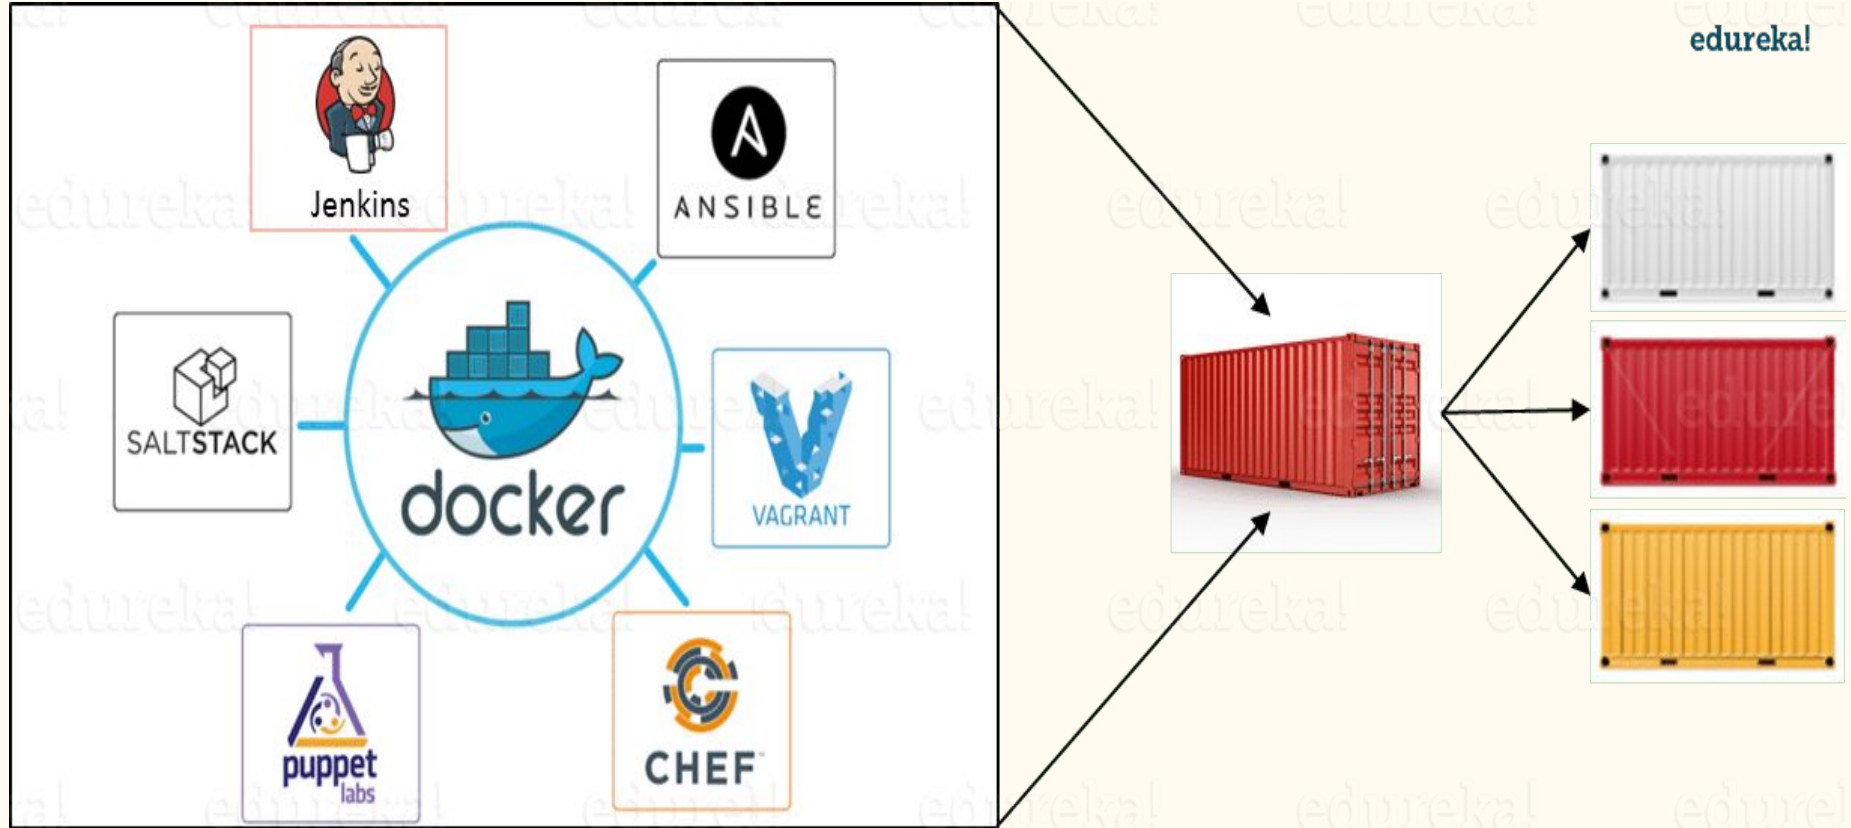 edureka!
Jenkins
ANSIBLE
SALTSTACK
docker
VAGRANT
puppet
labs
CHEF